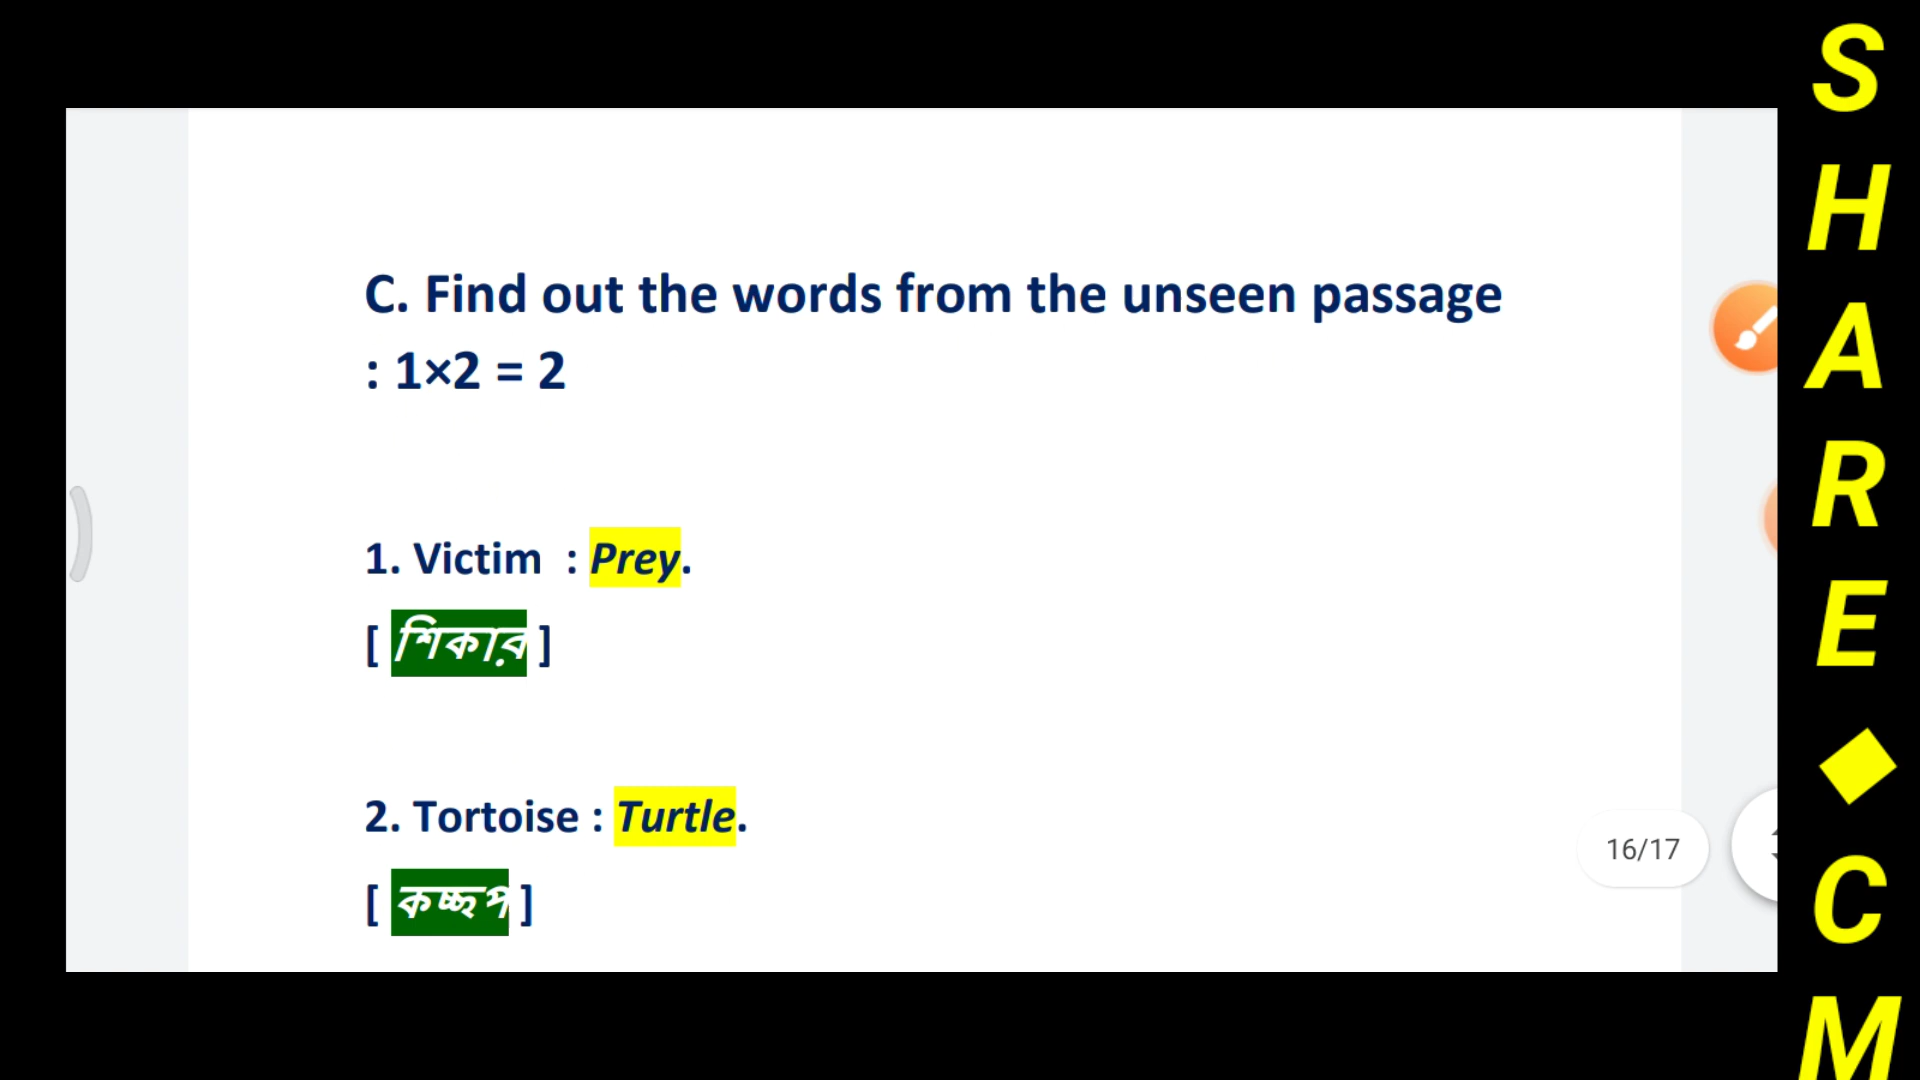 C. Find out the words from the unseen passage
: 1×2 = 2
1. Victim : Prey.
[ শিকার ]
2. Tortoise : Turtle.
[ কচ্ছপ ]
16/17
S
H
A
R
E
◆
C
M